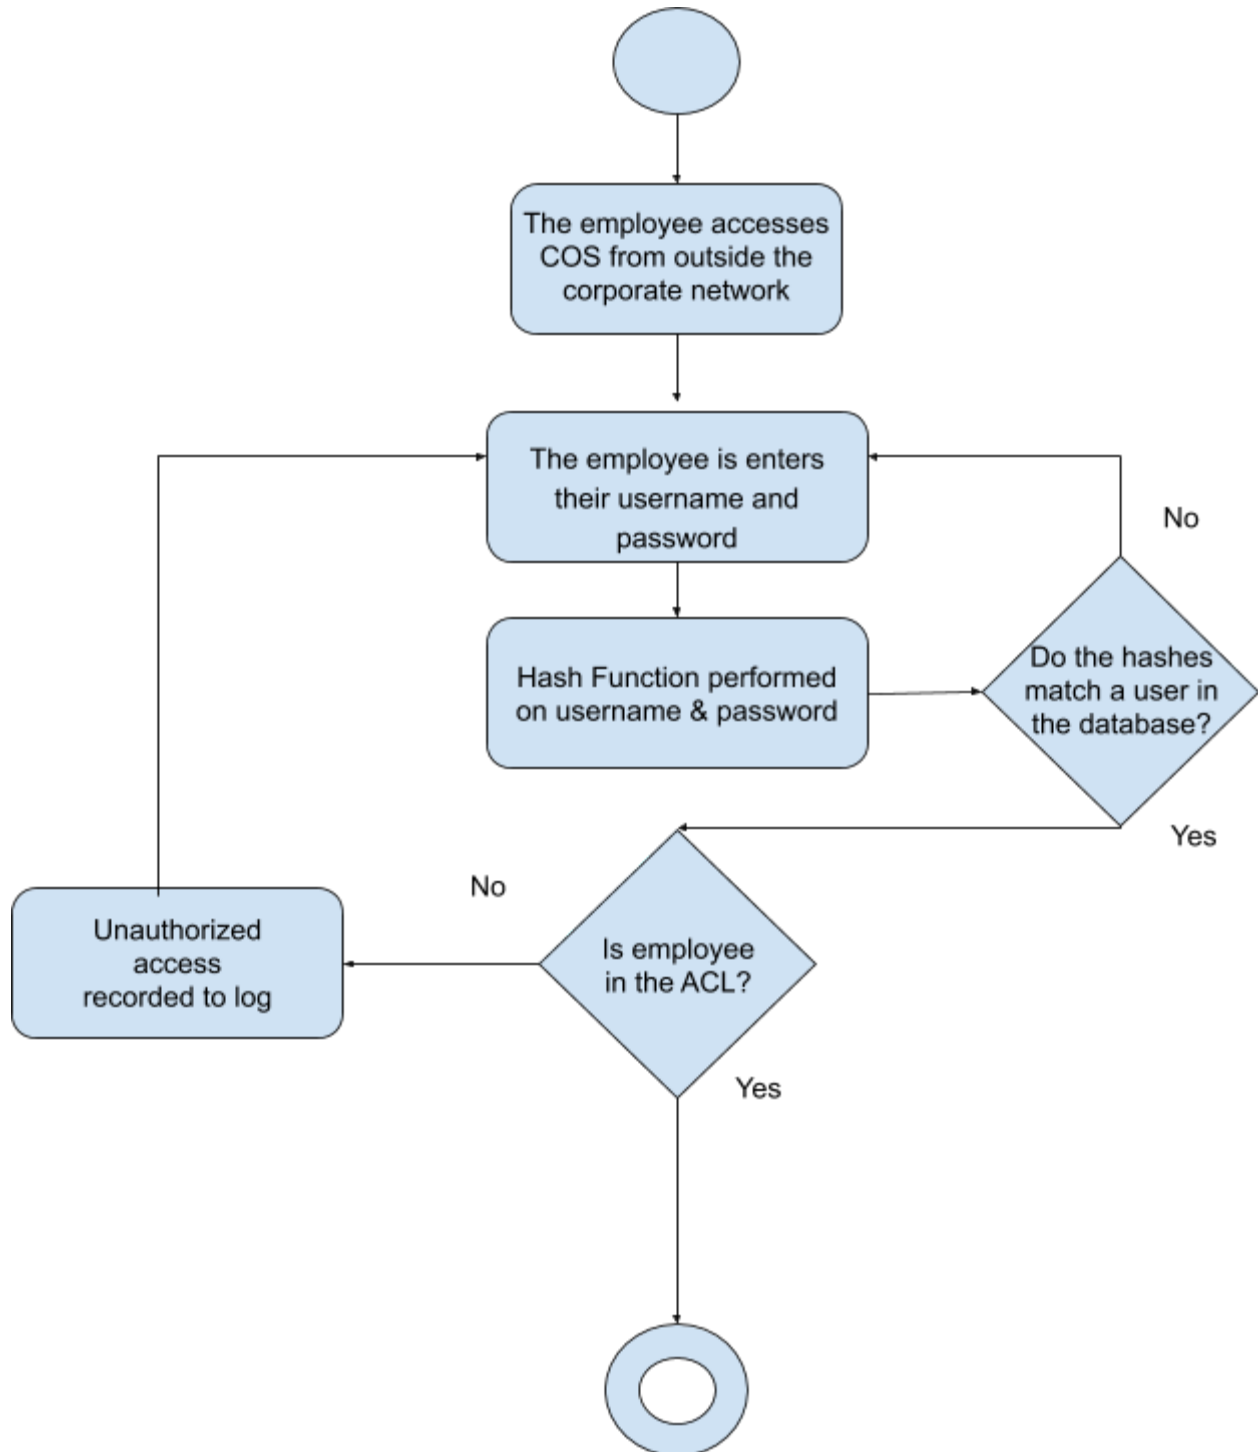 The employee accesses
COS from outside the
corporate network
The employee is enters
their username and
password
No
Hash Function performed
on username & password
Do the hashes
match a user in
the database?
Yes
No
Is employee
in the ACL?
Unauthorized
access
recorded to log
Yes